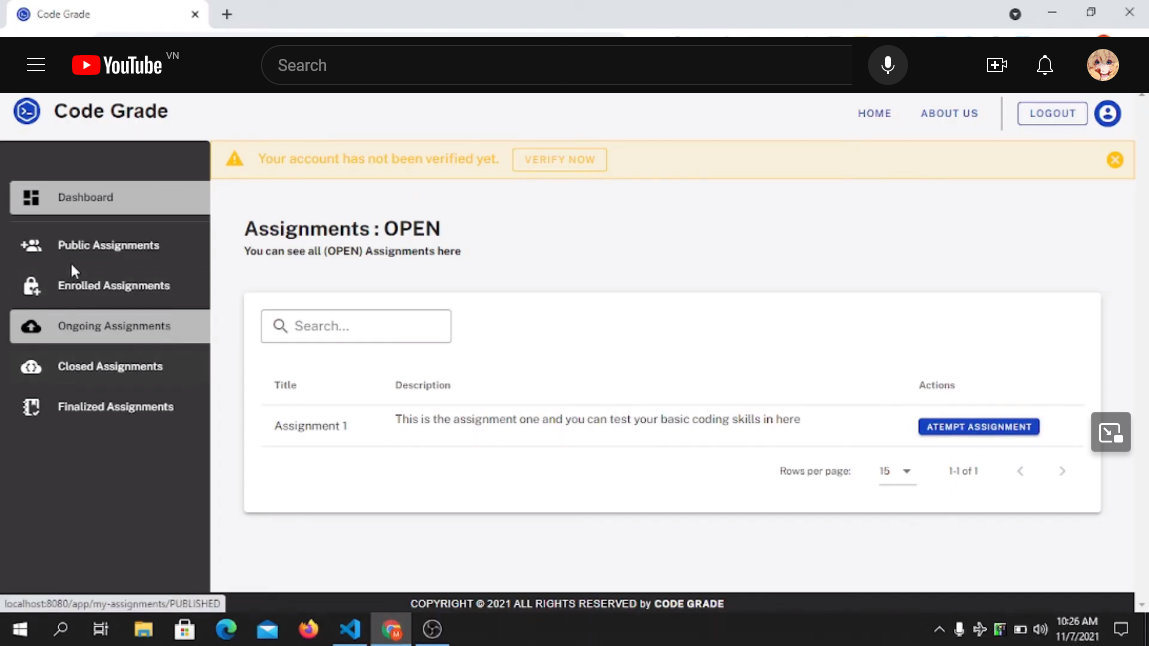 Code Grade
YouTube VN
Search
Code Grade
HOME
ABOUT US
LOGOUT
Your account has not been verified yet.
VERIFY NOW
Dashboard
Public Assignments
Enrolled Assignments
Ongoing Assignments
Closed Assignments
Finalized Assignments
Assignments : OPEN
You can see all (OPEN) Assignments here
Search...
Title Description Actions
Assignment 1 This is the assignment one and you can test your basic coding skills in here ATEMPT ASSIGNMENT
Rows per page: 15 1-1 of 1
localhost:8080/app/my-assignments/PUBLISHED
COPYRIGHT © 2021 ALL RIGHTS RESERVED by CODE GRADE
10:26 AM
11/7/2021